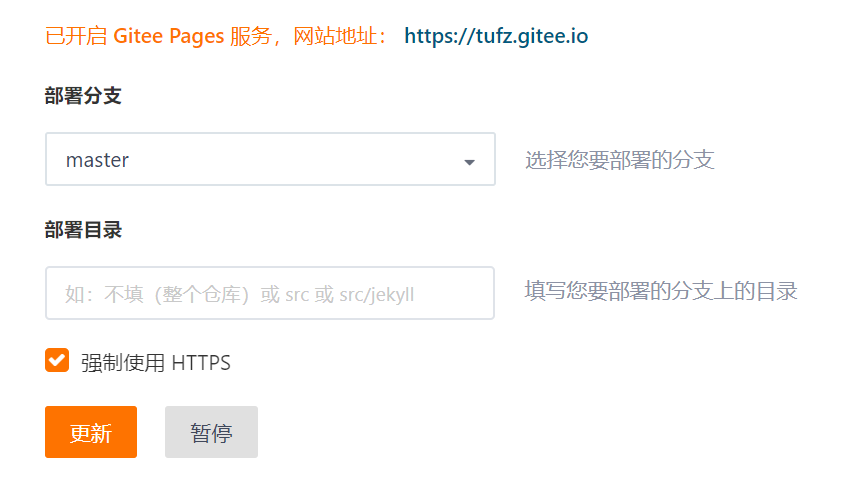 已开启 Gitee Pages 服务，网站地址： https://tufz.gitee.io
部署分支
master
选择您要部署的分支
部署目录
如：不填（整个仓库）或 src 或 src/jekyll
填写您要部署的分支上的目录
强制使用 HTTPS
更新 暂停